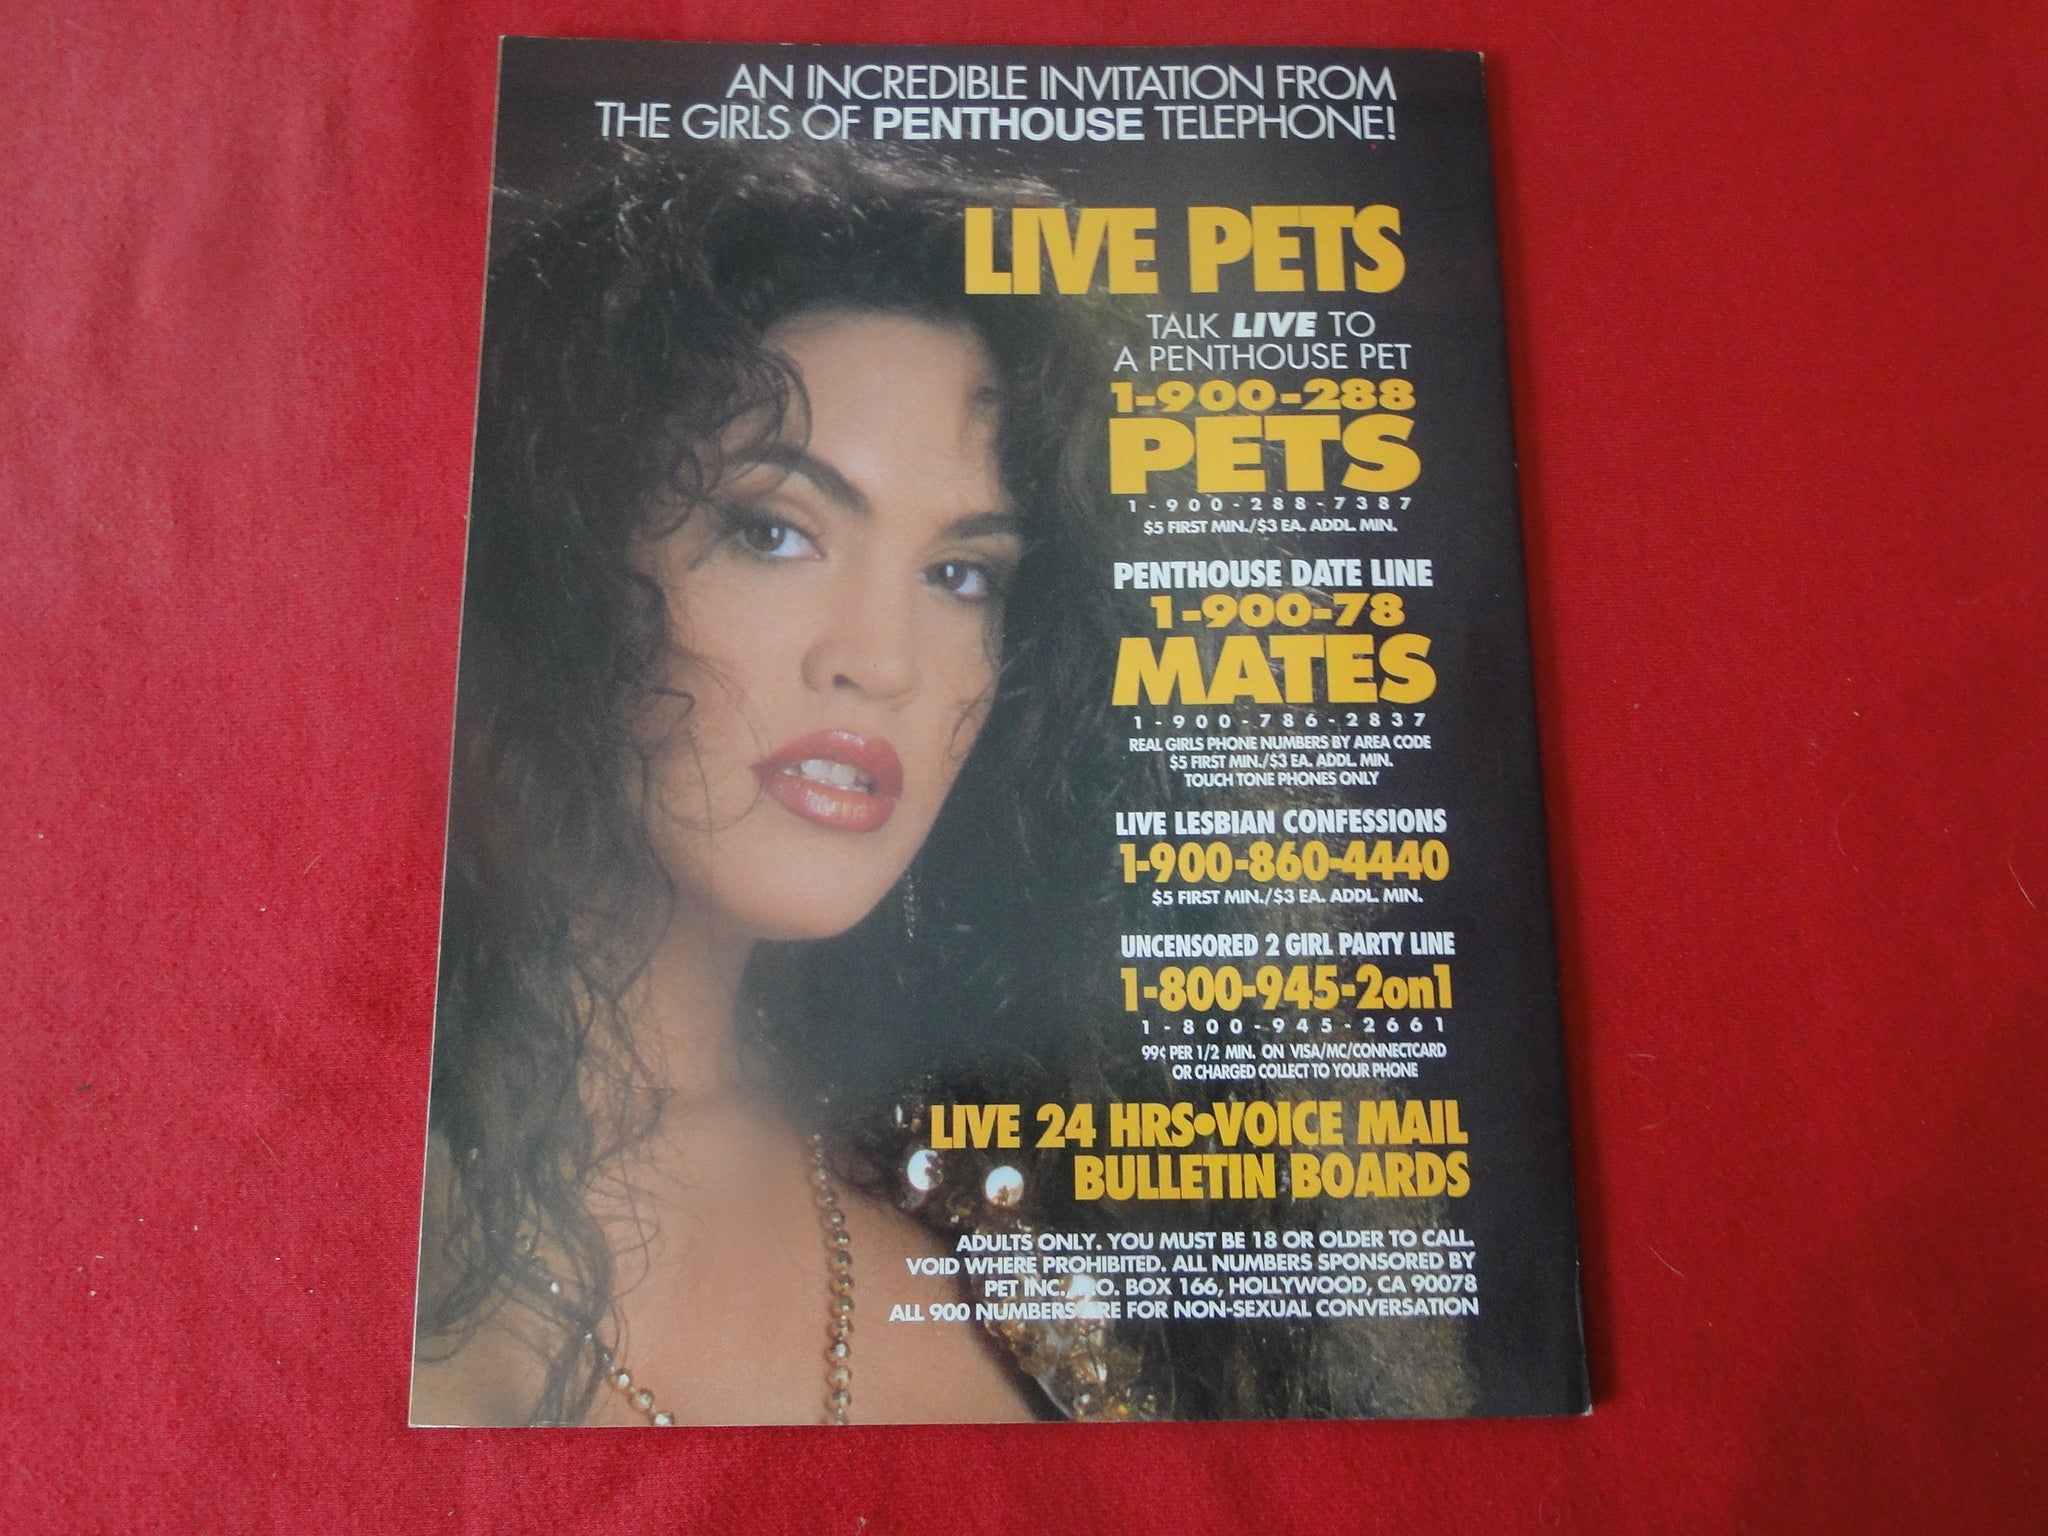 AN INCREDIBLE INVITATION FROM
THE GIRLS OF PENTHOUSE TELEPHONE!
LIVE PETS
TALK LIVE TO
A PENTHOUSE PET
1-900-288
PETS
1-900-288-7387
$5 FIRST MIN./$3 EA. ADDL. MIN.
PENTHOUSE DATE LINE
1-900-78
MATES
1-900-786-2837
REAL GIRLS PHONE NUMBERS BY AREA CODE
$5 FIRST MIN./$3 EA. ADDL. MIN.
TOUCH TONE PHONES ONLY
LIVE LESBIAN CONFESSIONS
1-900-860-4440
$5 FIRST MIN./$3 EA. ADDL. MIN.
UNCENSORED 2 GIRL PARTY LINE
1-800-945-2on1
1-800-945-2661
99¢ PER 1/2 MIN. ON VISA/MC/CONNECTCARD
OR CHARGED COLLECT TO YOUR PHONE
LIVE 24 HRS•VOICE MAIL
BULLETIN BOARDS
ADULTS ONLY. YOU MUST BE 18 OR OLDER TO CALL.
VOID WHERE PROHIBITED. ALL NUMBERS SPONSORED BY
PET INC. P.O. BOX 166, HOLLYWOOD, CA 90078
ALL 900 NUMBERS ARE FOR NON-SEXUAL CONVERSATION